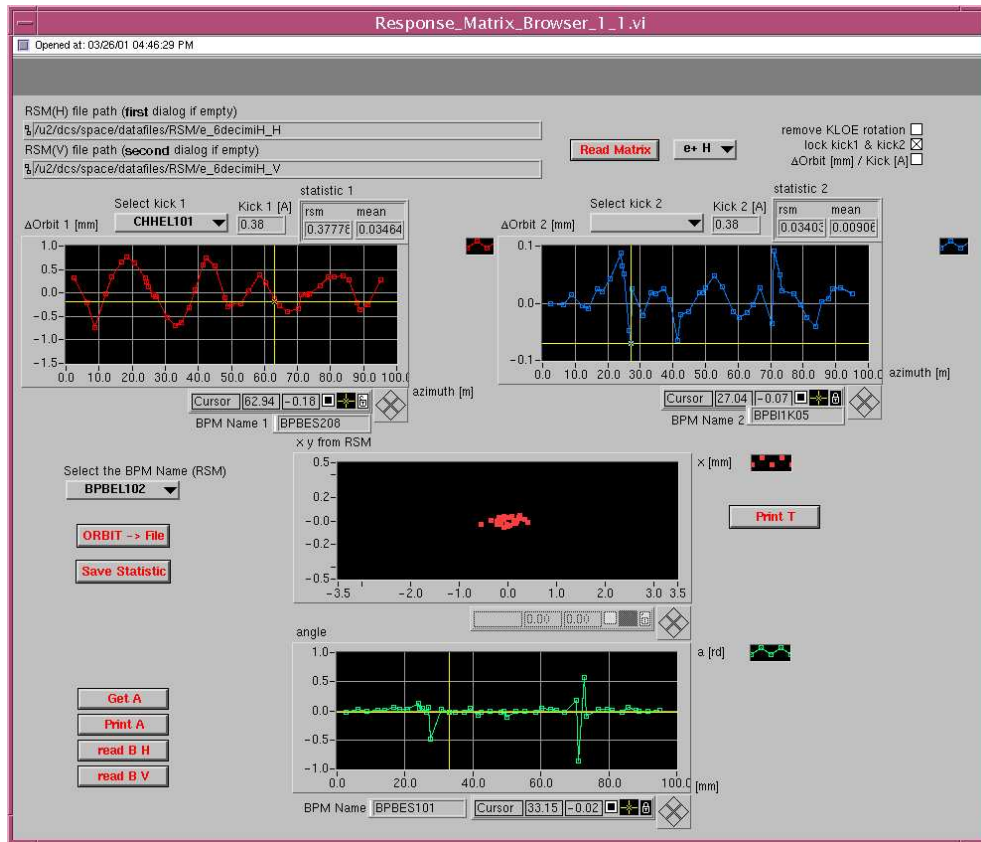 Response_Matrix_Browser_1_1.vi
Opened at: 03/26/01 04:46:29 PM
RSM(H) file path (first dialog if empty)
/u2/dcs/space/datafiles/RSM/e_6decimiH_H
RSM(V) file path (second dialog if empty)
/u2/dcs/space/datafiles/RSM/e_6decimiH_V
Read Matrix
e+ H
remove KLOE rotation
lock kick1 & kick2
ΔOrbit [mm] / Kick [A]
Select kick 1
CHHEL101
Kick 1 [A]
0.38
statistic 1
rsm mean
0.37776 0.03464
ΔOrbit 1 [mm]
1.0
0.5
0.0
-0.5
-1.0
-1.5
0.0 10.0 20.0 30.0 40.0 50.0 60.0 70.0 80.0 90.0 100.0
azimuth [m]
Cursor 62.94 -0.18
BPM Name 1 BPBES208
Select kick 2
Kick 2 [A]
0.38
statistic 2
rsm mean
0.03403 0.00906
ΔOrbit 2 [mm]
0.1
0.0
-0.1
0.0 10.0 20.0 30.0 40.0 50.0 60.0 70.0 80.0 90.0 100.0
azimuth [m]
Cursor 27.04 -0.07
BPM Name 2 BPBI1K05
x y from RSM
0.5
0.2
-0.0
-0.2
-0.5
-3.5 -2.0 -1.0 0.0 1.0 2.0 3.0 3.5
x [mm]
0.00 0.00
Select the BPM Name (RSM)
BPBEL102
ORBIT -> File
Save Statistic
Print T
angle
1.0
0.5
0.0
-0.5
-1.0
0.0 20.0 40.0 60.0 80.0 100.0
[mm]
a [rd]
Get A
Print A
read B H
read B V
BPM Name BPBES101
Cursor 33.15 -0.02